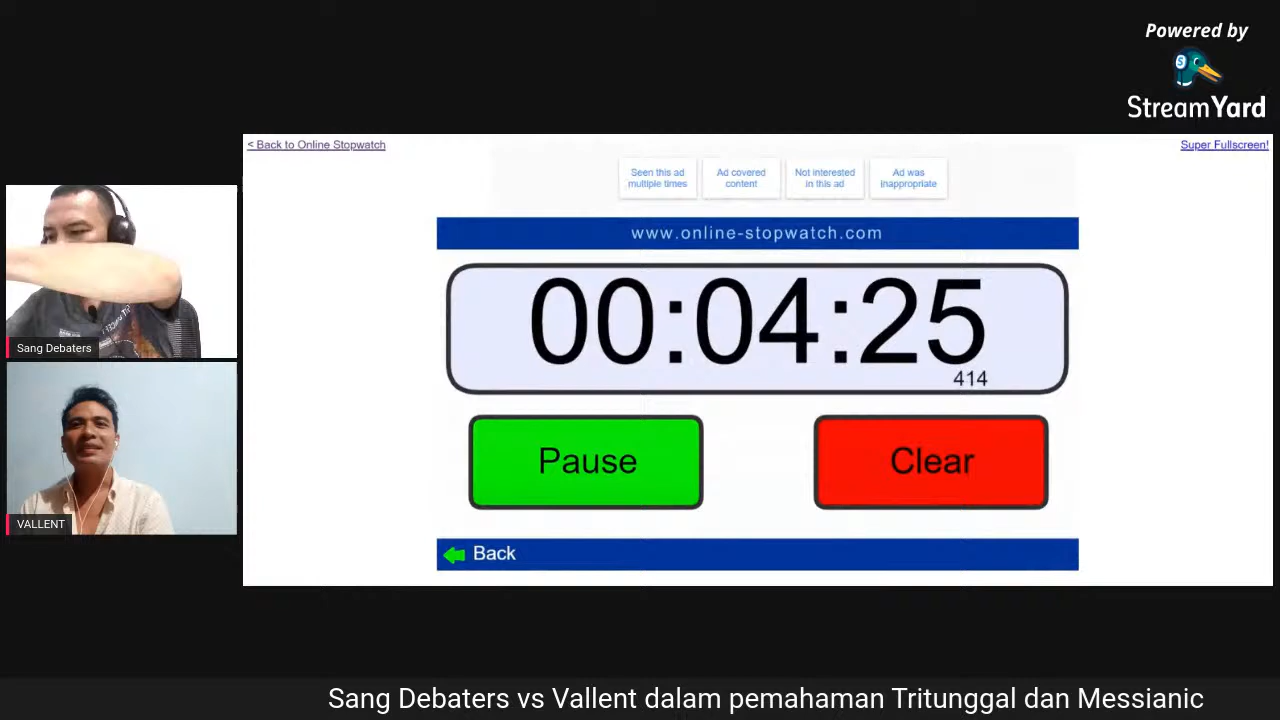 Powered by
StreamYard
< Back to Online Stopwatch
Super Fullscreen!
Seen this ad multiple times
Ad covered content
Not interested in this ad
Ad was inappropriate
www.online-stopwatch.com
00:04:25
414
Pause
Clear
Back
Sang Debaters
VALLENT
Sang Debaters vs Vallent dalam pemahaman Tritunggal dan Messianic